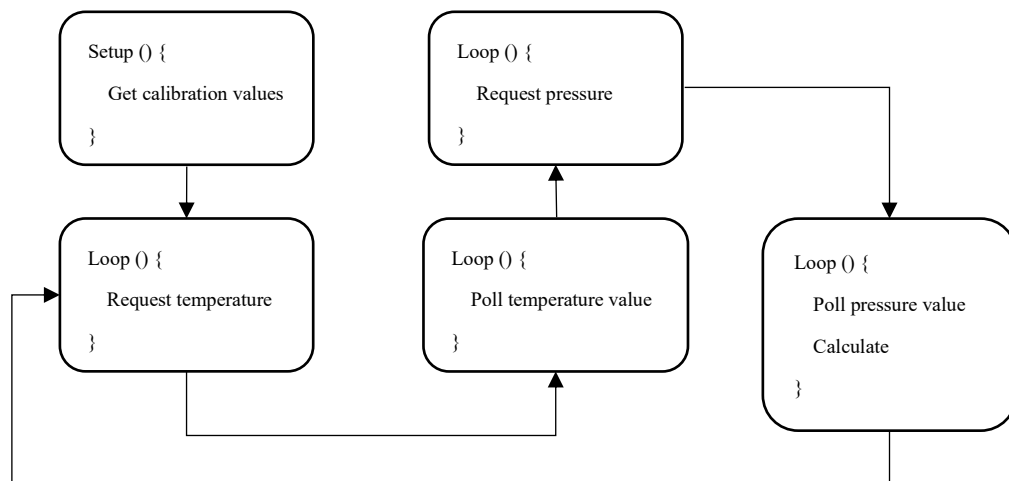 Setup () {
Get calibration values
}
Loop () {
Request temperature
}
Loop () {
Poll temperature value
}
Loop () {
Request pressure
}
Loop () {
Poll pressure value
Calculate
}